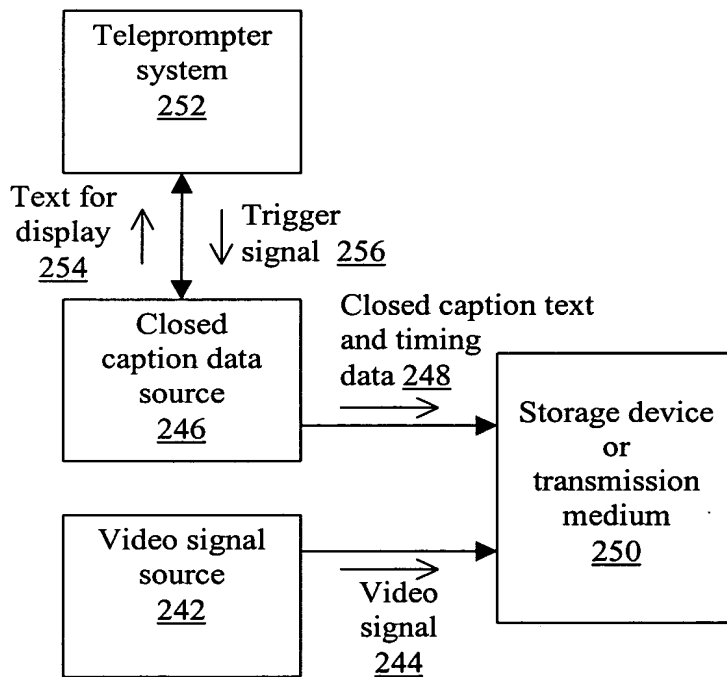 Teleprompter
system
252
Text for
display
254
Trigger
signal 256
Closed
caption data
source
246
Closed caption text
and timing
data 248
Storage device
or
transmission
medium
250
Video signal
source
242
Video
signal
244